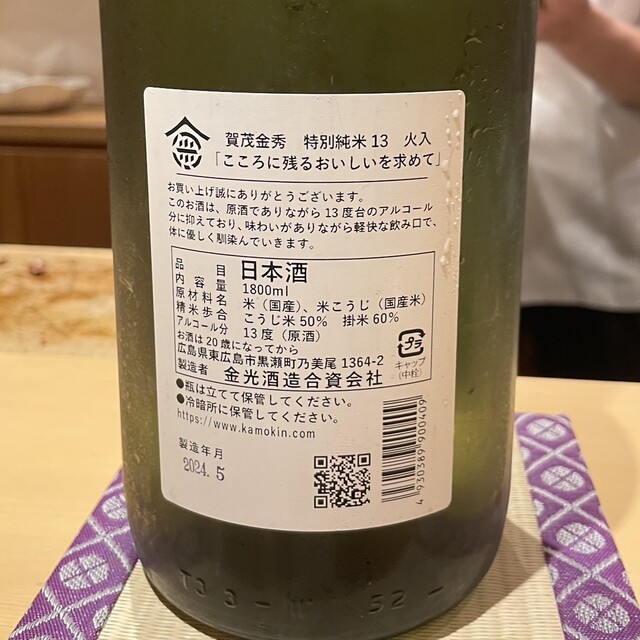 賀茂金秀 特別純米13 火入
「こころに残るおいしいを求めて」
お買い上げ誠にありがとうございます。
このお酒は、原酒でありながら13度台のアルコール
分に抑えており、味わいがありながら軽快な飲み口で、
体に優しく馴染んでいきます。
品目 日本酒
内容量 1800ml
原材料名 米（国産）、米こうじ（国産米）
精米歩合 こうじ米50% 掛米60%
アルコール分 13度（原酒）
お酒は20歳になってから
広島県東広島市黒瀬町乃美尾1364-2
製造者 金光酒造合資会社
プラ
キャップ
（中栓）
●瓶は立てて保管してください。
●冷暗所に保管してください。
https://www.kamokin.com
製造年月
2024.5
4 930389 900409